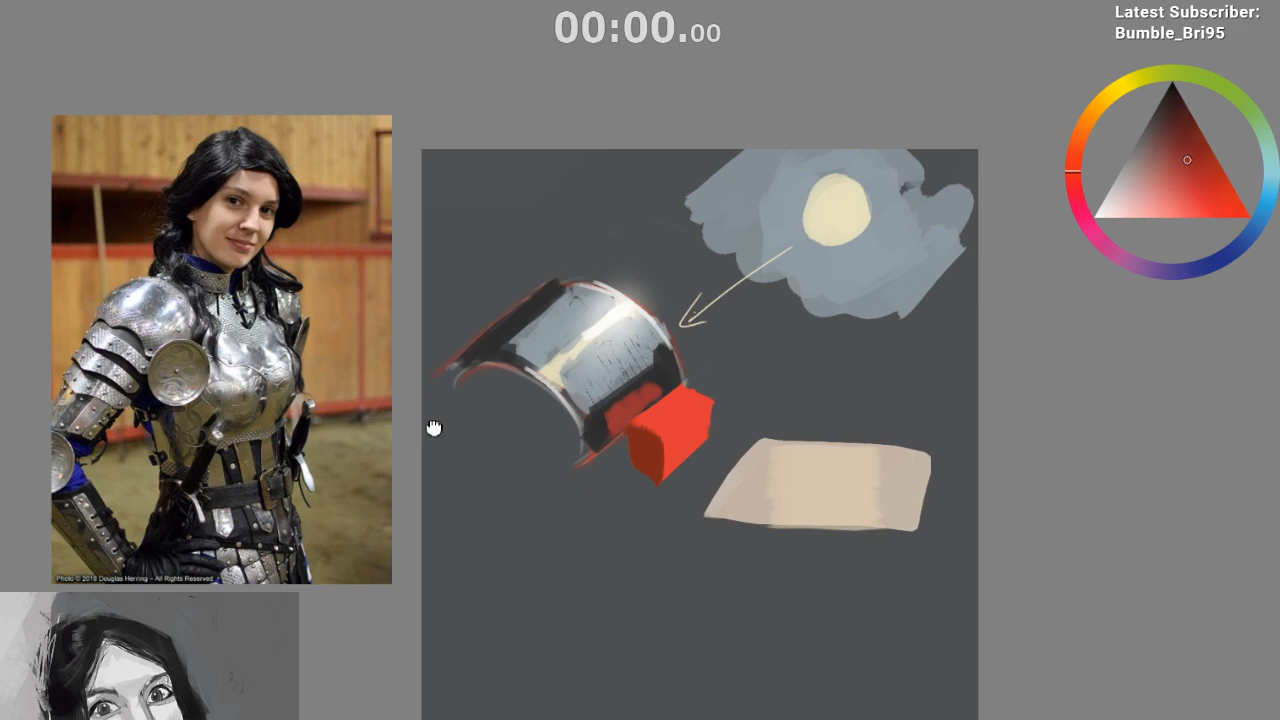 00:00.00
Latest Subscriber:
Bumble_Bri95
Photo © 2018 Douglas Herring – All Rights Reserved